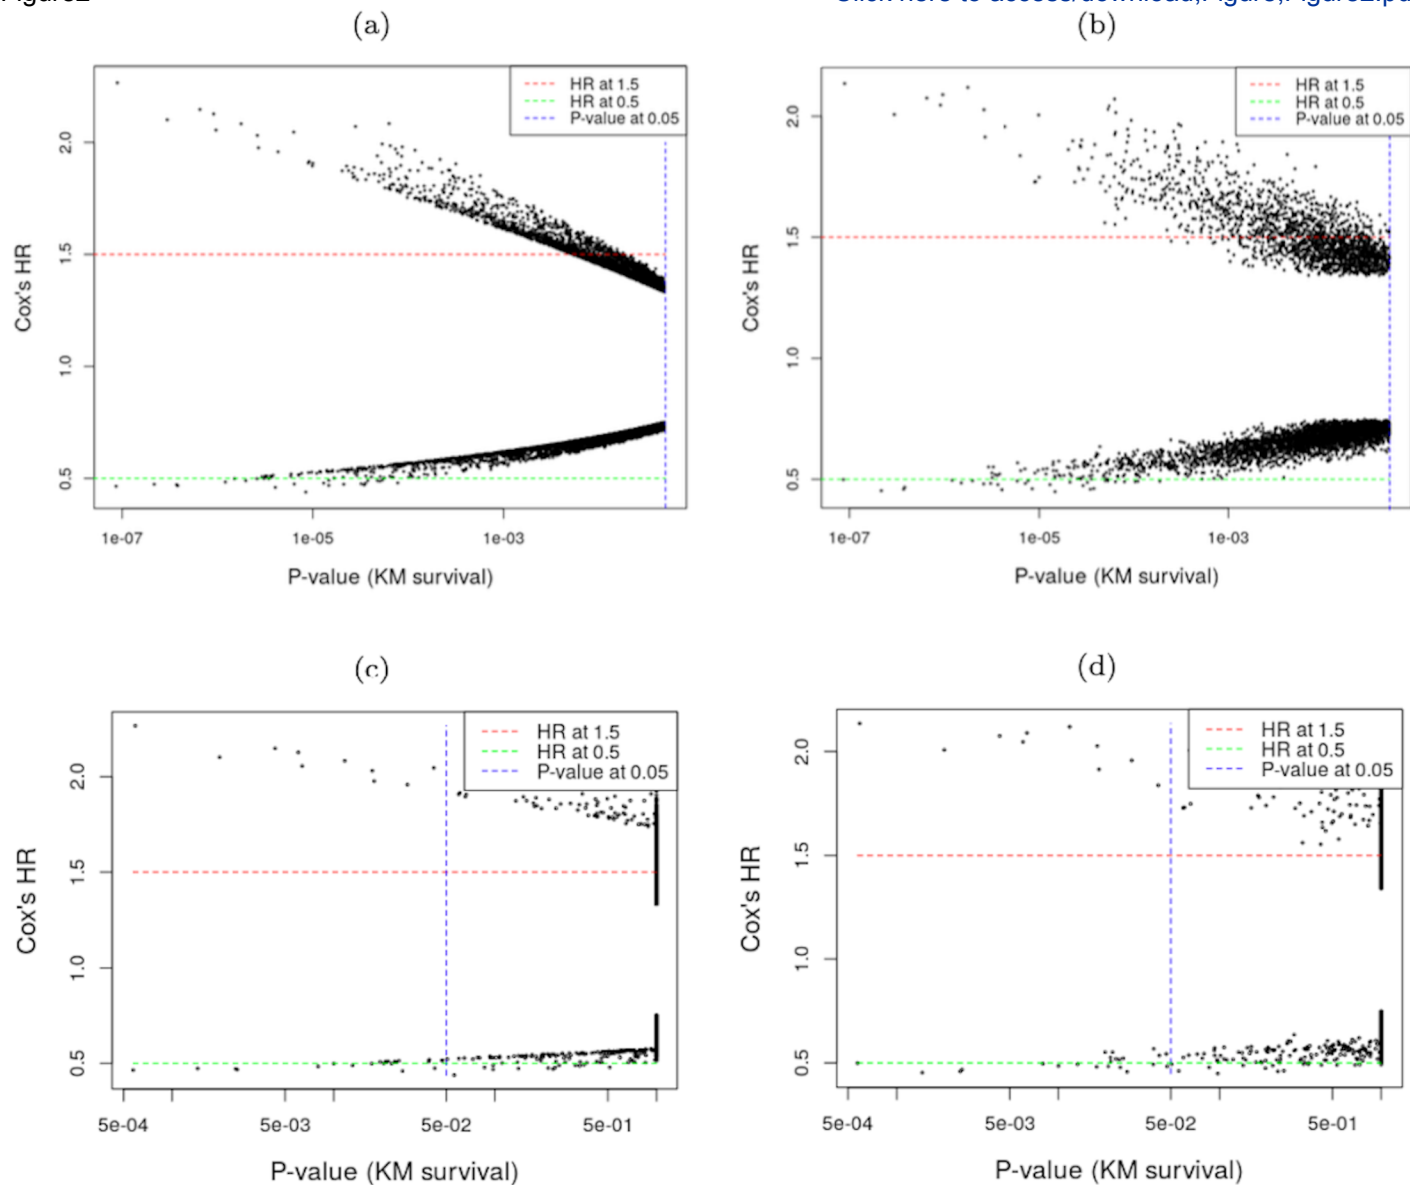 (a)
(b)
HR at 1.5
HR at 0.5
P-value at 0.05
HR at 1.5
HR at 0.5
P-value at 0.05
Cox's HR
2.0
1.5
1.0
0.5
Cox's HR
2.0
1.5
1.0
0.5
1e-07 1e-05 1e-03
P-value (KM survival)
1e-07 1e-05 1e-03
P-value (KM survival)
(c)
(d)
HR at 1.5
HR at 0.5
P-value at 0.05
HR at 1.5
HR at 0.5
P-value at 0.05
Cox's HR
2.0
1.5
1.0
0.5
Cox's HR
2.0
1.5
1.0
0.5
5e-04 5e-03 5e-02 5e-01
P-value (KM survival)
5e-04 5e-03 5e-02 5e-01
P-value (KM survival)